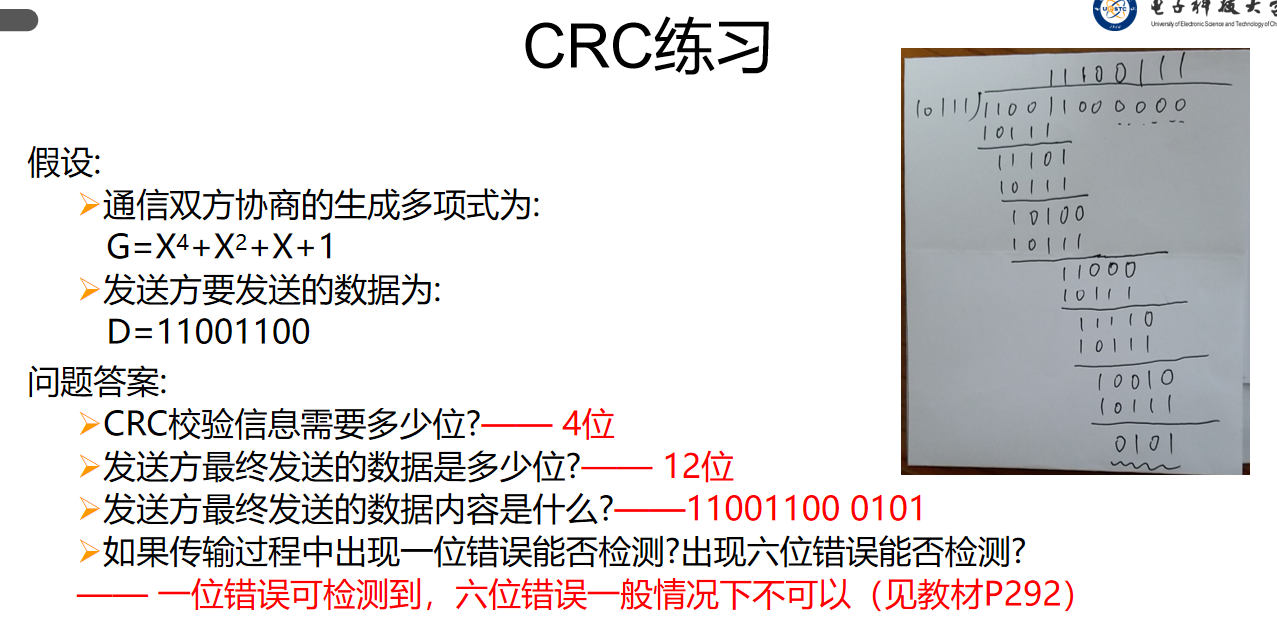 电子科技大学
University of Electronic Science and Technology of Ch
CRC练习
假设:
通信双方协商的生成多项式为:
G=X⁴+X²+X+1
发送方要发送的数据为:
D=11001100
问题答案:
CRC校验信息需要多少位?—— 4位
发送方最终发送的数据是多少位?—— 12位
发送方最终发送的数据内容是什么?——11001100 0101
如果传输过程中出现一位错误能否检测?出现六位错误能否检测?
—— 一位错误可检测到，六位错误一般情况下不可以（见教材P292）
11100111
10111)110011000000
10111
11101
10111
10100
10111
11000
10111
11110
10111
10010
10111
0101